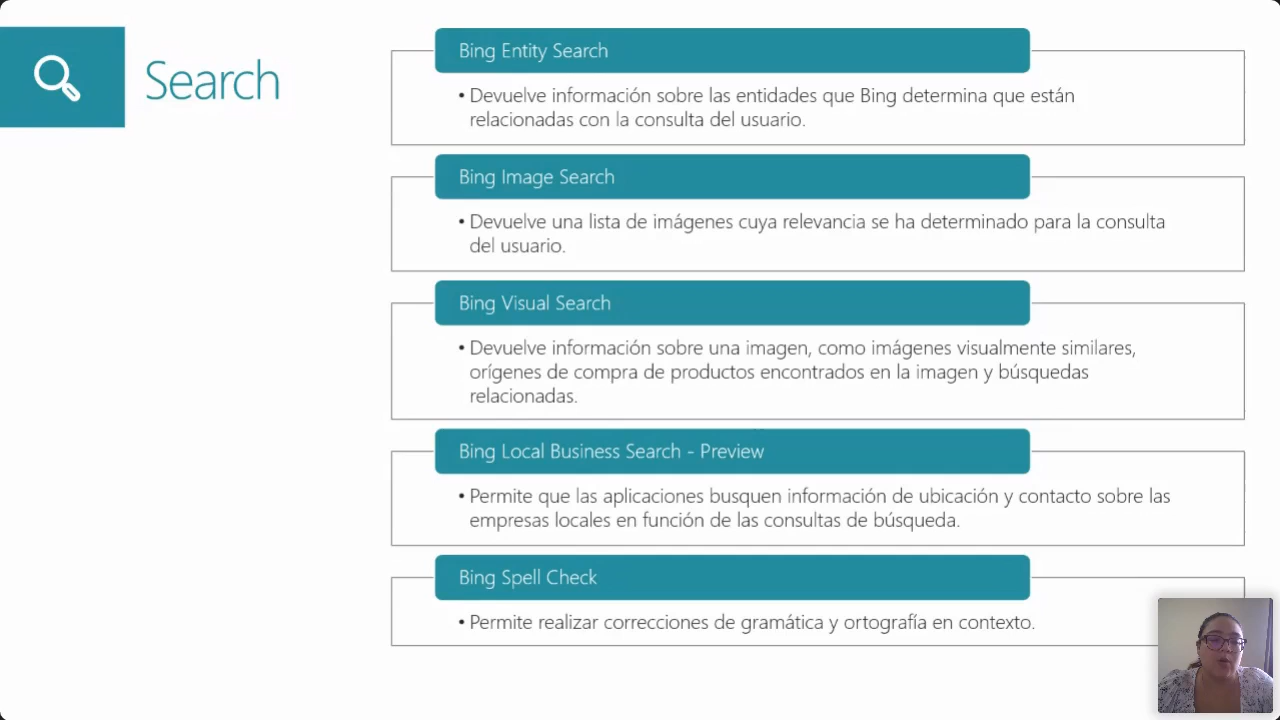 Search
Bing Entity Search
• Devuelve información sobre las entidades que Bing determina que están
relacionadas con la consulta del usuario.
Bing Image Search
• Devuelve una lista de imágenes cuya relevancia se ha determinado para la consulta
del usuario.
Bing Visual Search
• Devuelve información sobre una imagen, como imágenes visualmente similares,
orígenes de compra de productos encontrados en la imagen y búsquedas
relacionadas.
Bing Local Business Search - Preview
• Permite que las aplicaciones busquen información de ubicación y contacto sobre las
empresas locales en función de las consultas de búsqueda.
Bing Spell Check
• Permite realizar correcciones de gramática y ortografía en contexto.